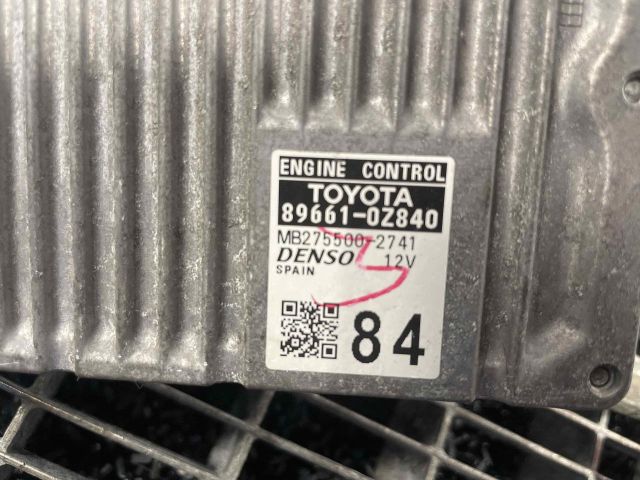 ENGINE CONTROL
TOYOTA
89661-0Z840
MB275500-2741
DENSO 12V
SPAIN
84